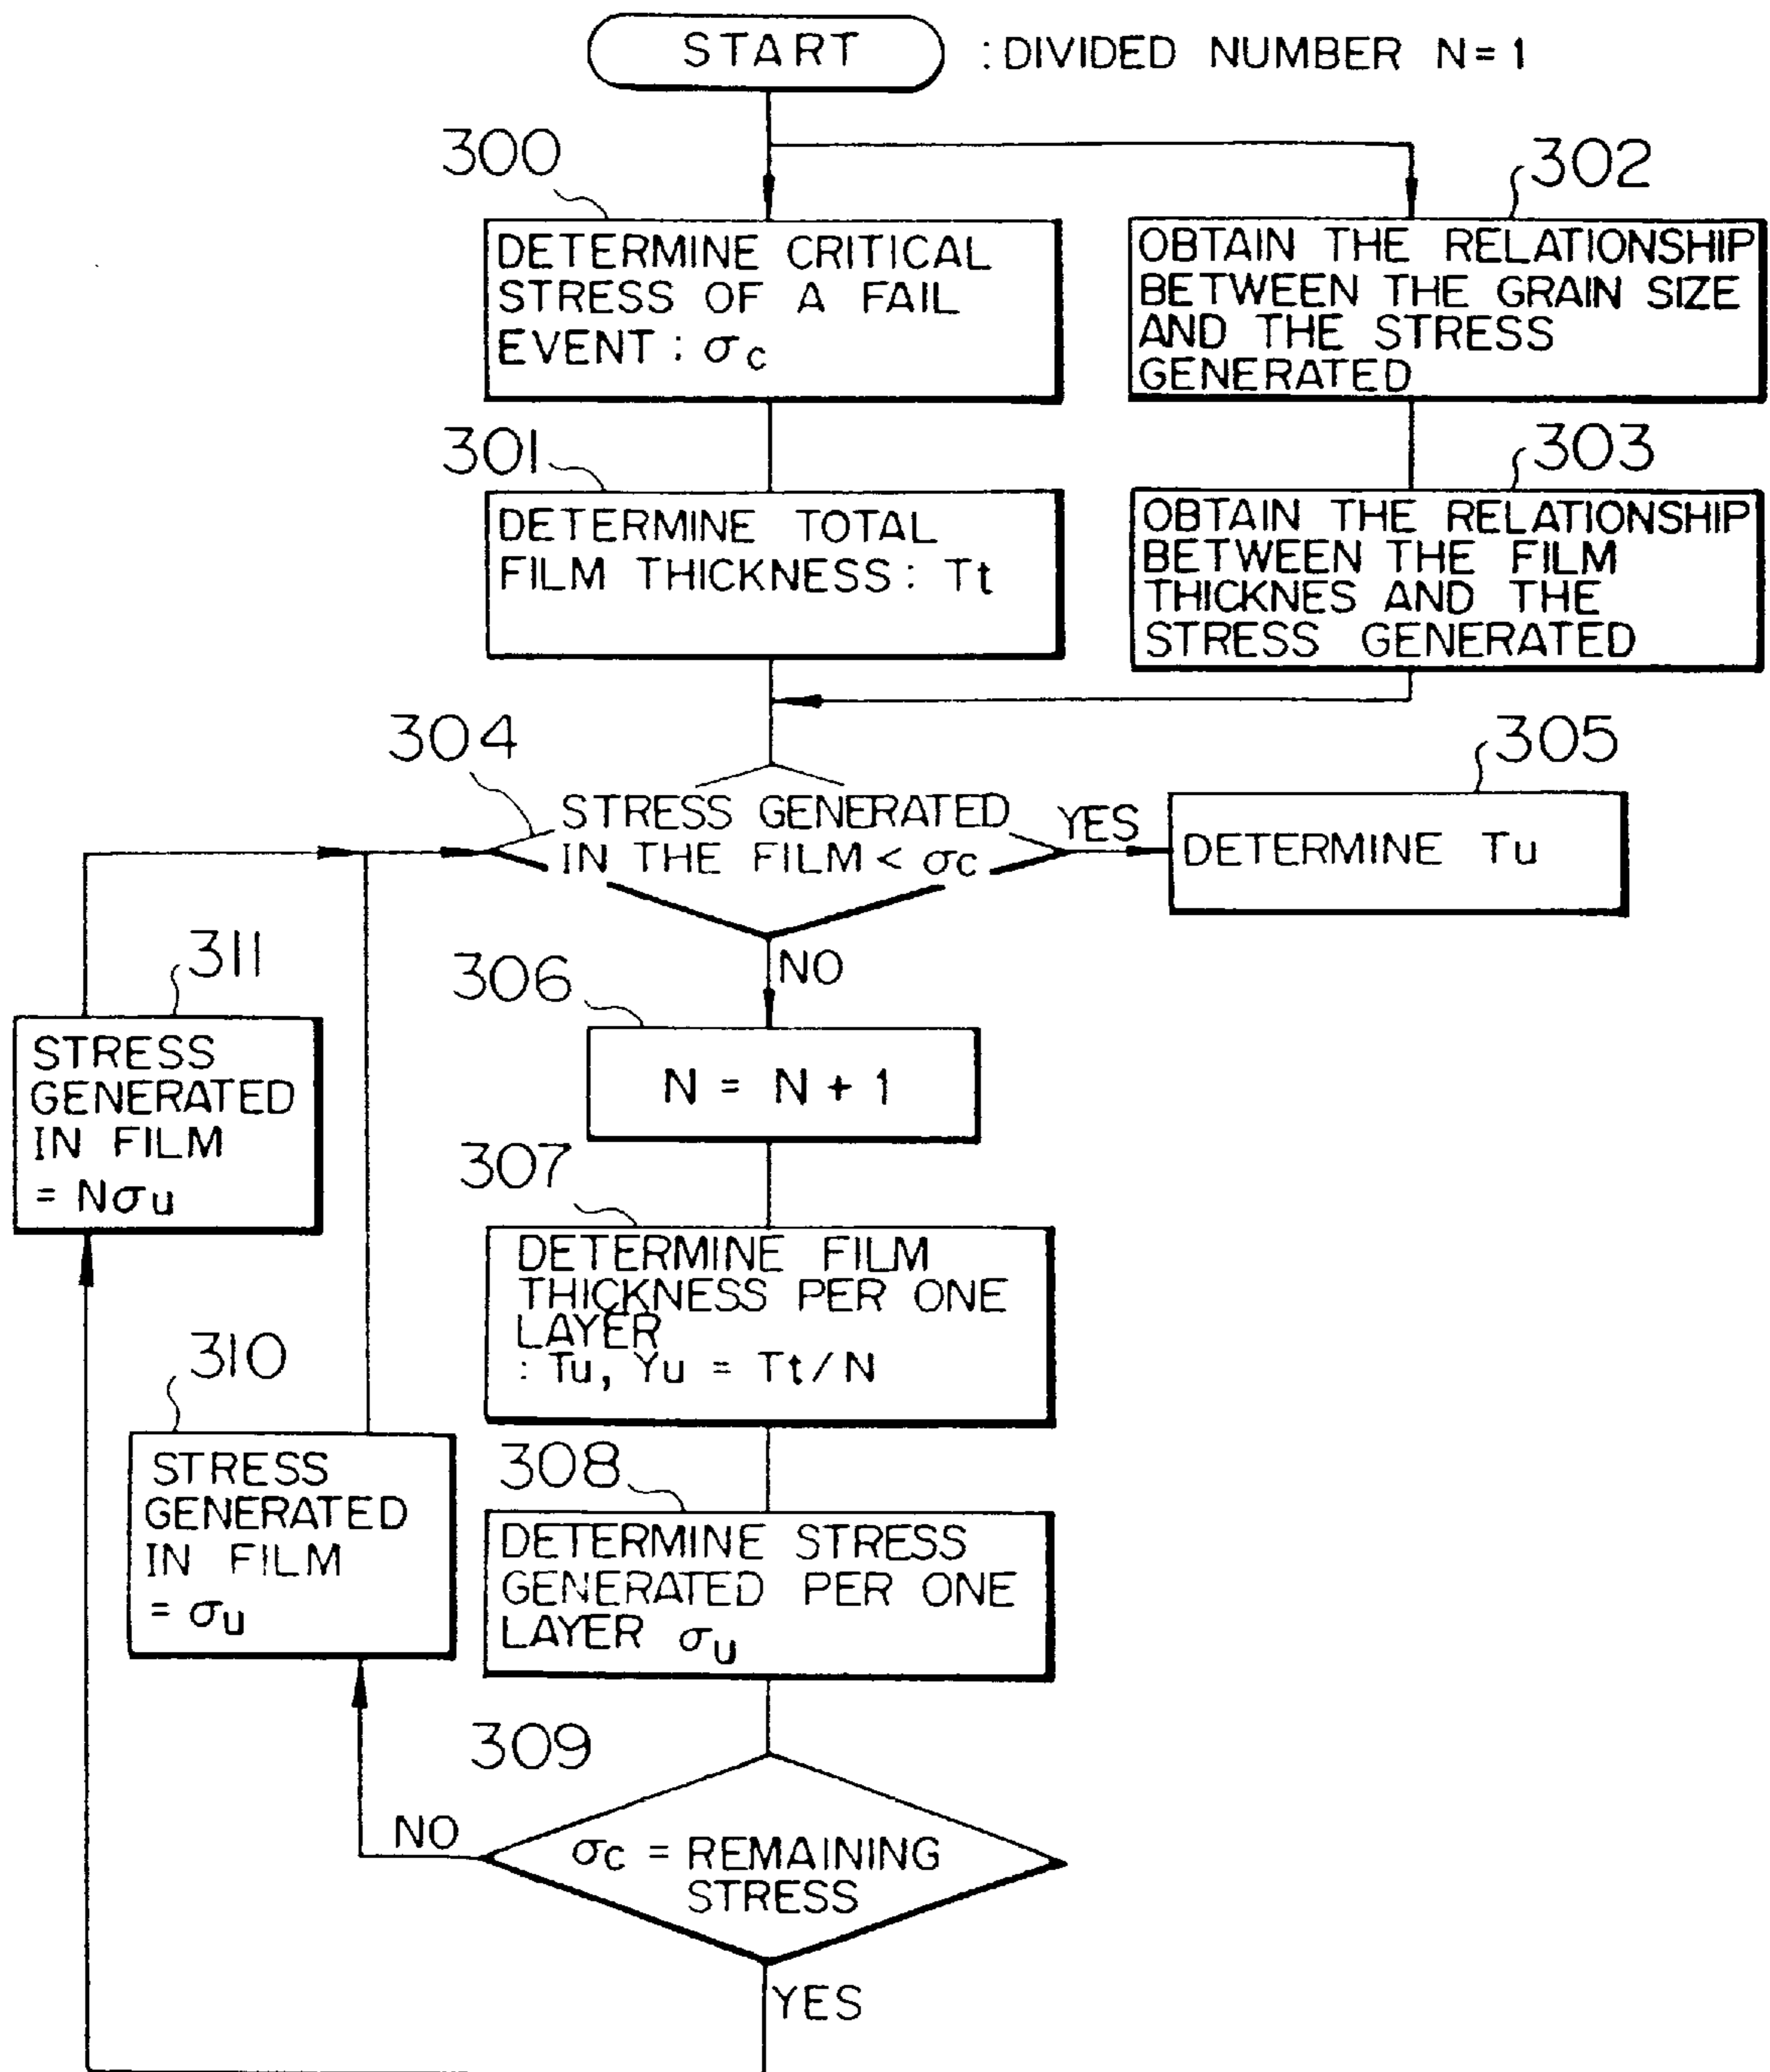 START : DIVIDED NUMBER N=1
300
DETERMINE CRITICAL
STRESS OF A FAIL
EVENT : σc
302
OBTAIN THE RELATIONSHIP
BETWEEN THE GRAIN SIZE
AND THE STRESS
GENERATED
301
DETERMINE TOTAL
FILM THICKNESS : Tt
303
OBTAIN THE RELATIONSHIP
BETWEEN THE FILM
THICKNES AND THE
STRESS GENERATED
304
STRESS GENERATED
IN THE FILM < σc
YES
305
DETERMINE Tu
NO
306
N = N + 1
307
DETERMINE FILM
THICKNESS PER ONE
LAYER
: Tu, Yu = Tt/N
308
DETERMINE STRESS
GENERATED PER ONE
LAYER σu
309
σc = REMAINING
STRESS
NO
YES
310
STRESS
GENERATED
IN FILM
= σu
311
STRESS
GENERATED
IN FILM
= Nσu